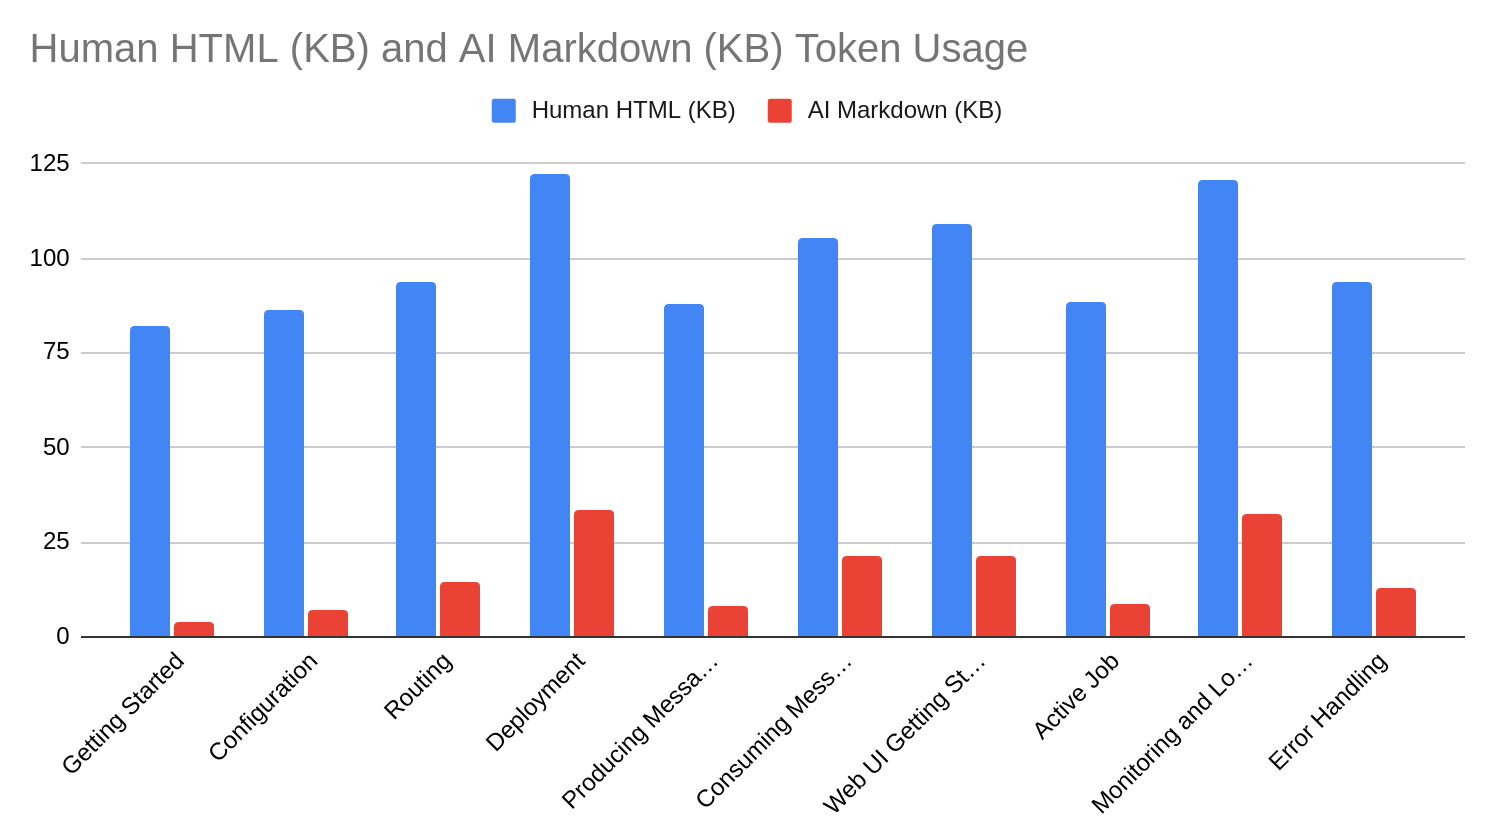 Human HTML (KB) and AI Markdown (KB) Token Usage
Human HTML (KB)
AI Markdown (KB)
125
100
75
50
25
0
Getting Started
Configuration
Routing
Deployment
Producing Messa...
Consuming Mess...
Web UI Getting St...
Active Job
Monitoring and Lo...
Error Handling